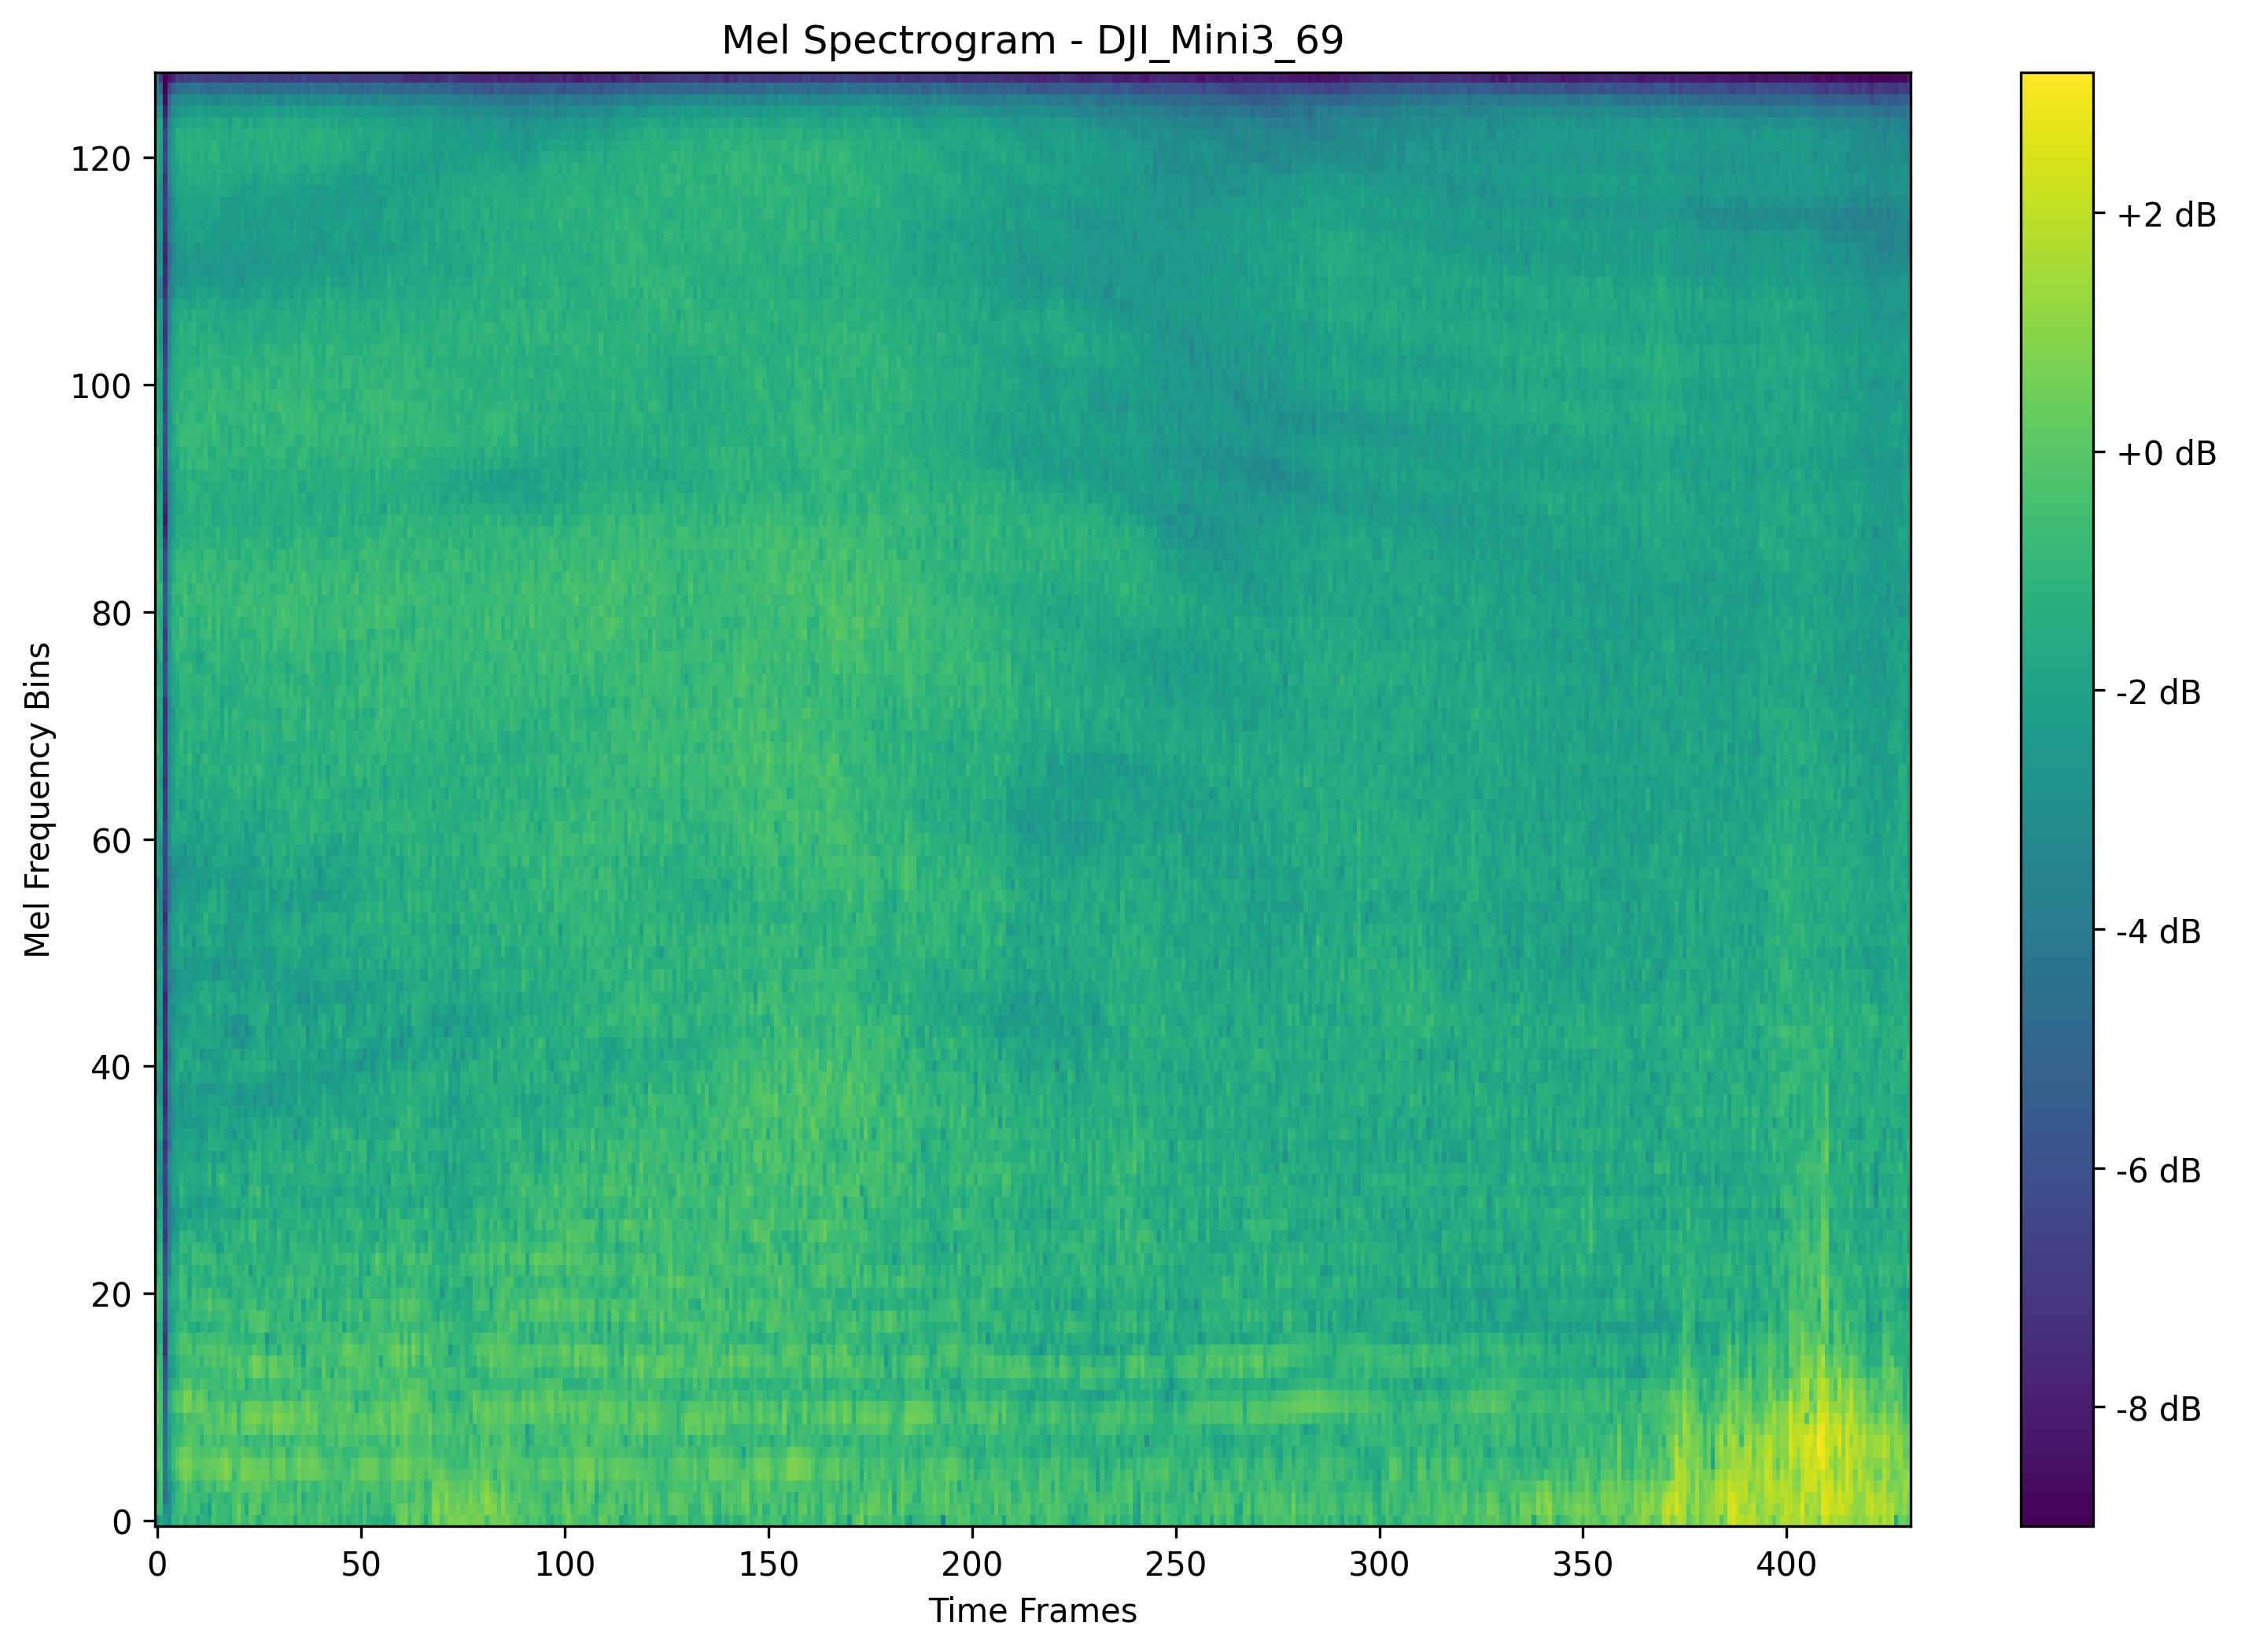 Mel Spectrogram - DJI_Mini3_69
Mel Frequency Bins
120
100
80
60
40
20
0
0 50 100 150 200 250 300 350 400
Time Frames
+2 dB
+0 dB
-2 dB
-4 dB
-6 dB
-8 dB